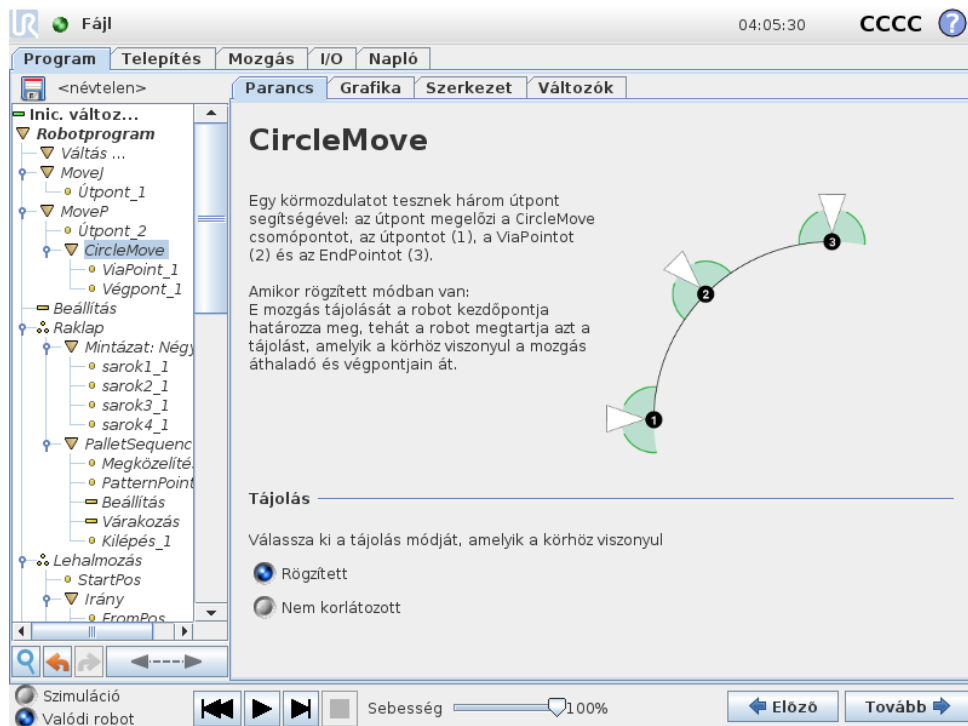 UR Fájl 04:05:30 CCCC ?
Program Telepítés Mozgás I/O Napló
<névtelen>
Parancs Grafika Szerkezet Változók
Inic. változ...
Robotprogram
Váltás ...
MoveJ
Útpont_1
MoveP
Útpont_2
CircleMove
ViaPoint_1
Végpont_1
Beállítás
Raklap
Mintázat: Négy
sarok1_1
sarok2_1
sarok3_1
sarok4_1
PalletSequenc
Megközelíté
PatternPoint
Beállítás
Várakozás
Kilépés_1
Lehalmozás
StartPos
Irány
FromPos
CircleMove
Egy körmozdulatot tesznek három útpont
segítségével: az útpont megelőzi a CircleMove
csomópontot, az útpontot (1), a ViaPointot
(2) és az EndPointot (3).
Amikor rögzített módban van:
E mozgás tájolását a robot kezdőpontja
határozza meg, tehát a robot megtartja azt a
tájolást, amelyik a körhöz viszonyul a mozgás
áthaladó és végpontjain át.
3
2
1
Tájolás
Válassza ki a tájolás módját, amelyik a körhöz viszonyul
Rögzített
Nem korlátozott
Szimuláció
Valódi robot
Sebesség 100%
Előző
Tovább